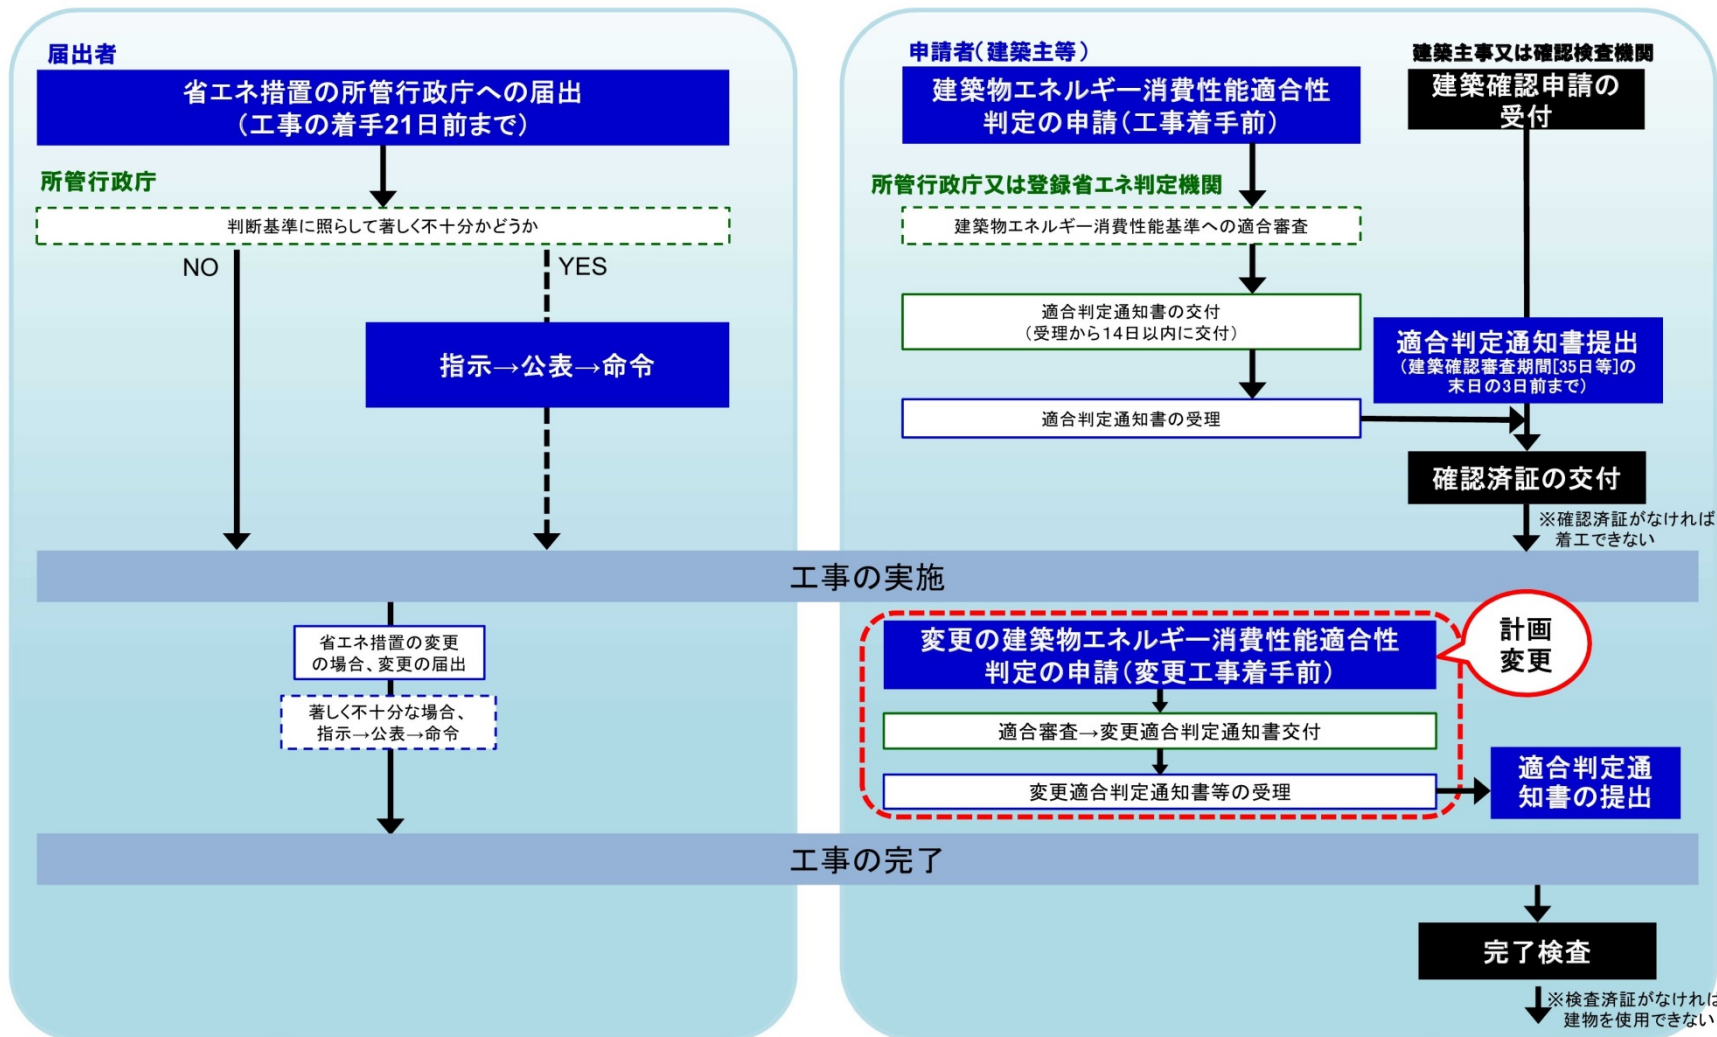 届出者
省エネ措置の所管行政庁への届出
（工事の着手21日前まで）
所管行政庁
判断基準に照らして著しく不十分かどうか
NO
YES
指示→公表→命令
申請者（建築主等）
建築物エネルギー消費性能適合性
判定の申請（工事着手前）
所管行政庁又は登録省エネ判定機関
建築物エネルギー消費性能基準への適合審査
適合判定通知書の交付
（受理から14日以内に交付）
適合判定通知書の受理
建築主事又は確認検査機関
建築確認申請の
受付
適合判定通知書提出
（建築確認審査期間[35日等]の
末日の3日前まで）
確認済証の交付
※確認済証がなければ
着工できない
工事の実施
省エネ措置の変更
の場合、変更の届出
著しく不十分な場合、
指示→公表→命令
変更の建築物エネルギー消費性能適合性
判定の申請（変更工事着手前）
計画
変更
適合審査→変更適合判定通知書交付
変更適合判定通知書等の受理
適合判定通
知書の提出
工事の完了
完了検査
※検査済証がなければ
建物を使用できない